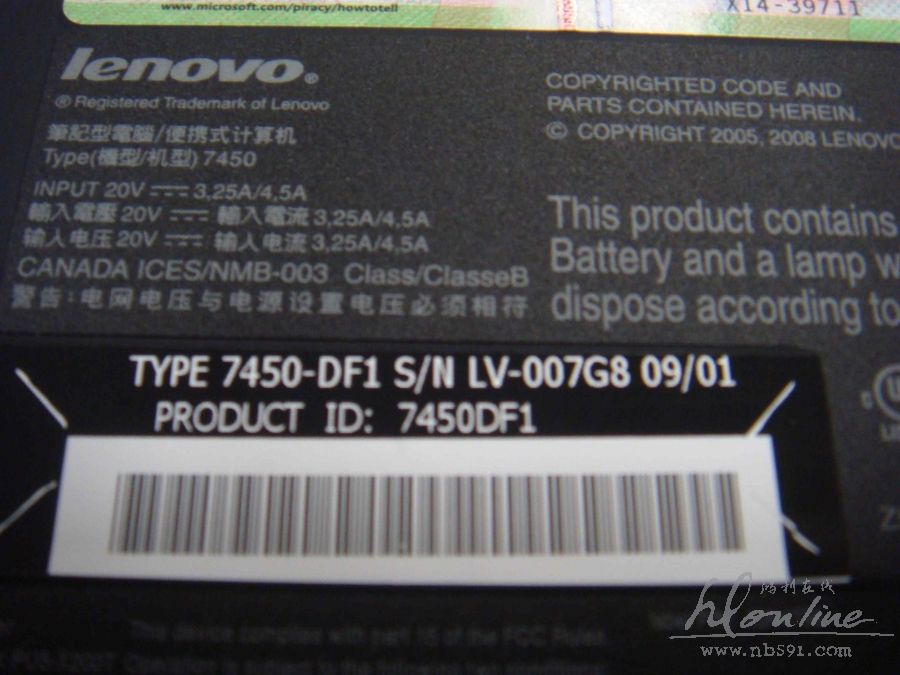 www.microsoft.com/piracy/howtotell
X14-39711
lenovo®
® Registered Trademark of Lenovo
筆記型電腦/便携式计算机
Type(機型/机型) 7450
INPUT 20V ⎓ 3,25A/4,5A
輸入電壓 20V ⎓ 輸入電流 3,25A/4,5A
输入电压 20V ⎓ 输入电流 3,25A/4,5A
CANADA ICES/NMB-003 Class/ClasseB
警告: 电网电压与电源设置电压必须相符
COPYRIGHTED CODE AND
PARTS CONTAINED HEREIN.
© COPYRIGHT 2005, 2008 LENOVO
This product contains
Battery and a lamp w
dispose according to
TYPE 7450-DF1 S/N LV-007G8 09/01
PRODUCT ID: 7450DF1
This device complies with part 15 of the FCC Rules.
Operation is subject to the following
鸿利在线
hlonline
www.nb591.com